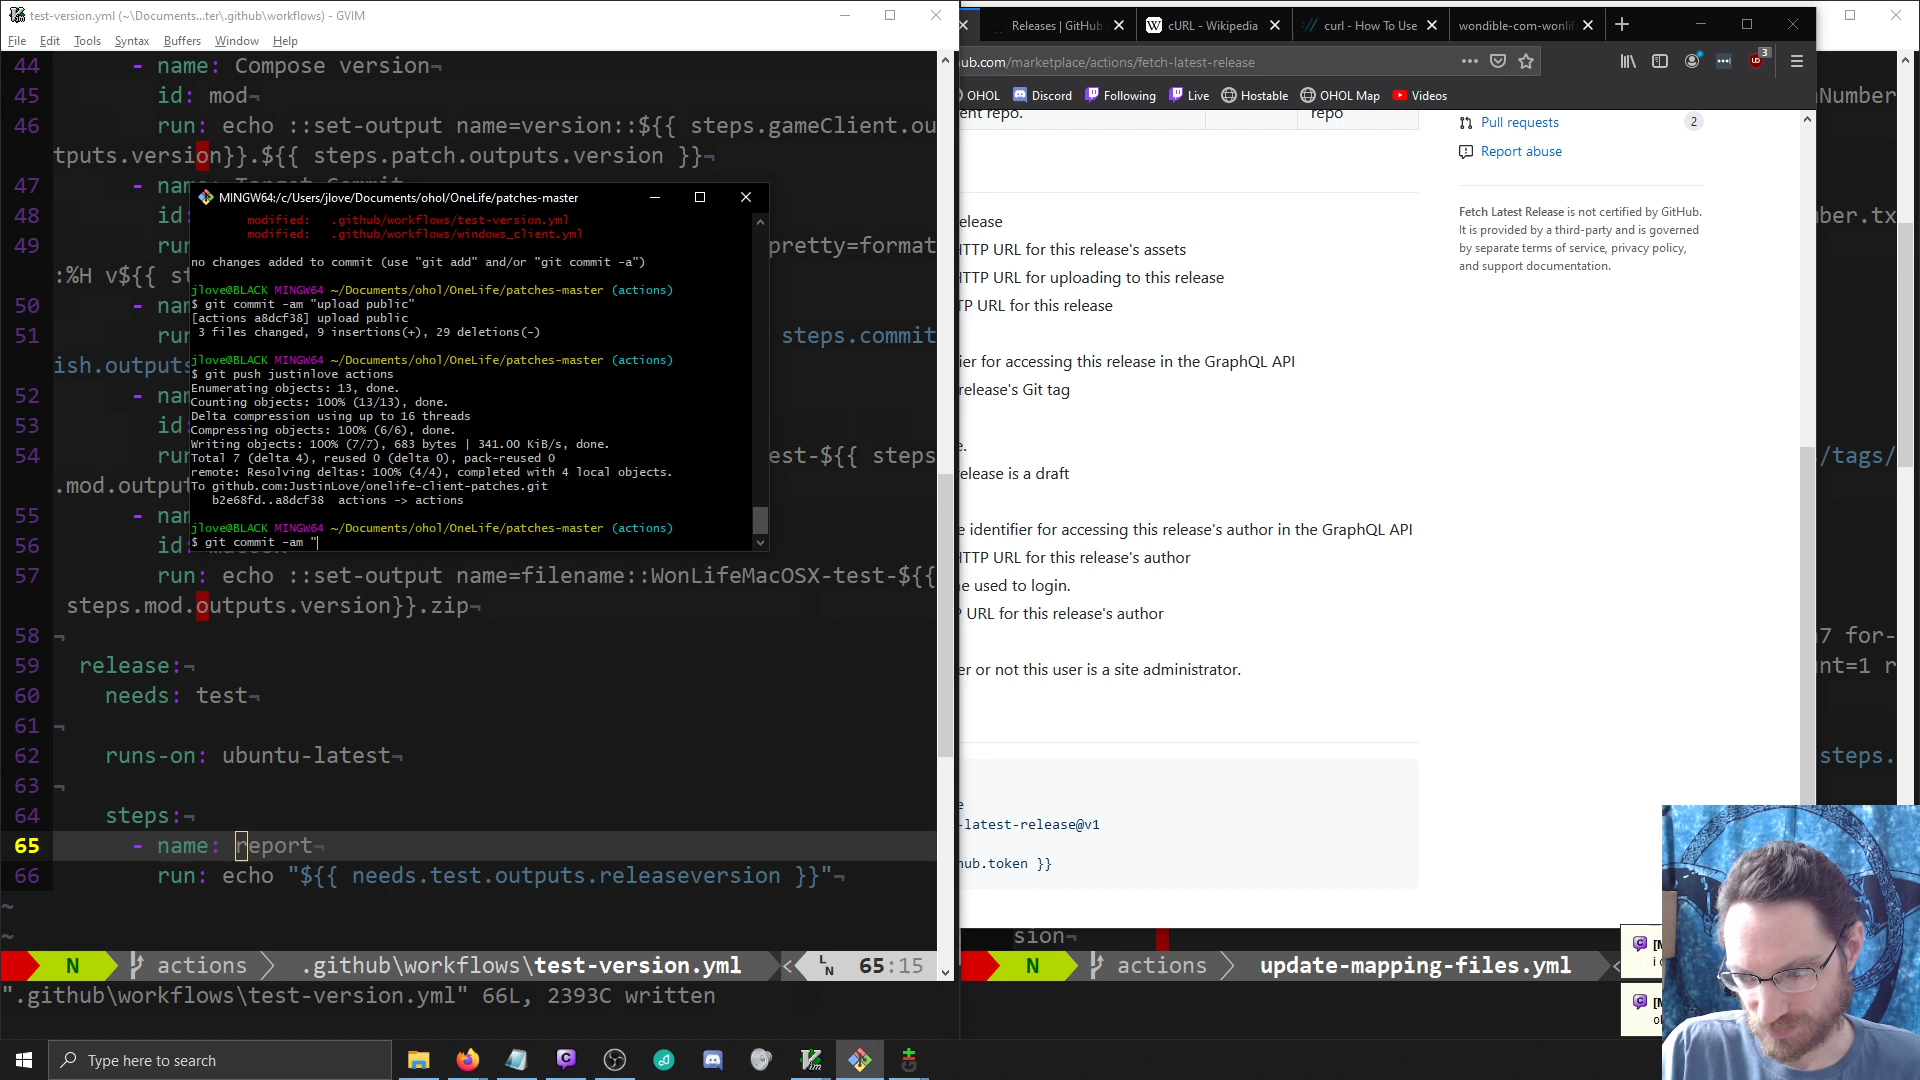 test-version.yml (~\Documents...ter\.github\workflows) - GVIM
File Edit Tools Syntax Buffers Window Help
44 - name: Compose version¬
45 id: mod¬
46 run: echo ::set-output name=version::${{ steps.gameClient.ou
tputs.version}}.${{ steps.patch.outputs.version }}¬
47
48 id:
49 pretty=format
:%H v${{ st
50
51 steps.commit
ish.outputs
52
53 id:
54 est-${{ steps
.mod.output
55
56 id:
57 run: echo ::set-output name=filename::WonLifeMacOSX-test-${{
steps.mod.outputs.version}}.zip¬
58 ¬
59 release:¬
60 needs: test¬
61 ¬
62 runs-on: ubuntu-latest¬
63 ¬
64 steps:¬
65 - name: report¬
66 run: echo "${{ needs.test.outputs.releaseversion }}"¬
~
~
N actions .github\workflows\test-version.yml < LN 65:15
".github\workflows\test-version.yml" 66L, 2393C written
MINGW64:/c/Users/jlove/Documents/ohol/OneLife/patches-master
modified: .github/workflows/test-version.yml
modified: .github/workflows/windows_client.yml
no changes added to commit (use "git add" and/or "git commit -a")
jlove@BLACK MINGW64 ~/Documents/ohol/OneLife/patches-master (actions)
$ git commit -am "upload public"
[actions a8dcf38] upload public
3 files changed, 9 insertions(+), 29 deletions(-)
jlove@BLACK MINGW64 ~/Documents/ohol/OneLife/patches-master (actions)
$ git push justinlove actions
Enumerating objects: 13, done.
Counting objects: 100% (13/13), done.
Delta compression using up to 16 threads
Compressing objects: 100% (6/6), done.
Writing objects: 100% (7/7), 683 bytes | 341.00 KiB/s, done.
Total 7 (delta 4), reused 0 (delta 0), pack-reused 0
remote: Resolving deltas: 100% (4/4), completed with 4 local objects.
To github.com:JustinLove/onelife-client-patches.git
b2e68fd..a8dcf38 actions -> actions
jlove@BLACK MINGW64 ~/Documents/ohol/OneLife/patches-master (actions)
$ git commit -am "
Releases | GitHub
W cURL - Wikipedia
curl - How To Use
wondible-com-wonlif
ub.com/marketplace/actions/fetch-latest-release
3
OHOL Discord Following Live Hostable OHOL Map Videos
ent repo. repo
elease
HTTP URL for this release's assets
HTTP URL for uploading to this release
TP URL for this release
ier for accessing this release in the GraphQL API
release's Git tag
e.
release is a draft
e identifier for accessing this release's author in the GraphQL API
HTTP URL for this release's author
ne used to login.
P URL for this release's author
er or not this user is a site administrator.
e
-latest-release@v1
hub.token }}
Pull requests 2
Report abuse
Fetch Latest Release is not certified by GitHub.
It is provided by a third-party and is governed
by separate terms of service, privacy policy,
and support documentation.
nNumber
mber.tx
/tags/
7 for-
nt=1 r
steps.
sion¬
N actions update-mapping-files.yml <
Type here to search